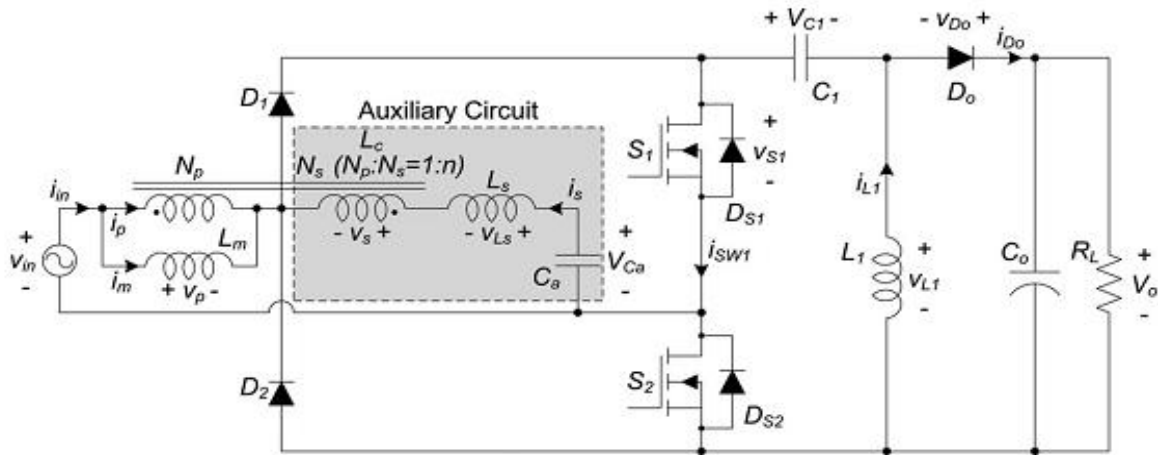 + V_C1 -
- v_Do +
i_Do
C_1
D_o
D_1
Auxiliary Circuit
L_c
N_p
N_s (N_p:N_s=1:n)
L_s
i_s
i_in
i_p
L_m
i_m
+ v_p -
- v_s +
- v_Ls +
+
v_in
-
C_a
+
V_Ca
-
S_1
+
v_S1
-
D_S1
i_SW1
i_L1
L_1
+
v_L1
-
C_o
R_L
+
V_o
-
D_2
S_2
D_S2